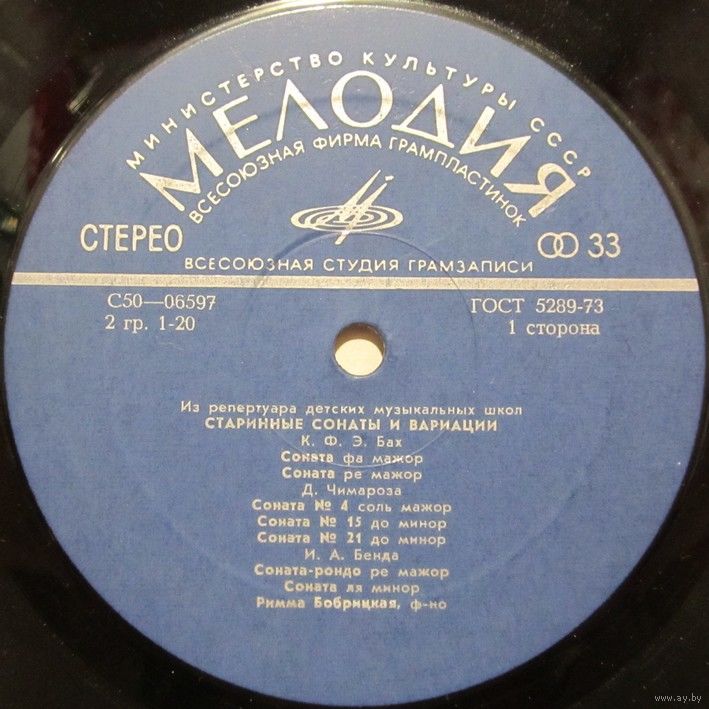 МИНИСТЕРСТВО КУЛЬТУРЫ СССР
МЕЛОДИЯ
ВСЕСОЮЗНАЯ ФИРМА ГРАМПЛАСТИНОК
СТЕРЕО
33
ВСЕСОЮЗНАЯ СТУДИЯ ГРАМЗАПИСИ
С50—06597
ГОСТ 5289-73
2 гр. 1-20
1 сторона
Из репертуара детских музыкальных школ
СТАРИННЫЕ СОНАТЫ И ВАРИАЦИИ
К. Ф. Э. Бах
Соната фа мажор
Соната ре мажор
Д. Чимароза
Соната № 4 соль мажор
Соната № 15 до минор
Соната № 21 до минор
И. А. Бенда
Соната-рондо ре мажор
Соната ля минор
Римма Бобрицкая, ф-но
www.ay.by